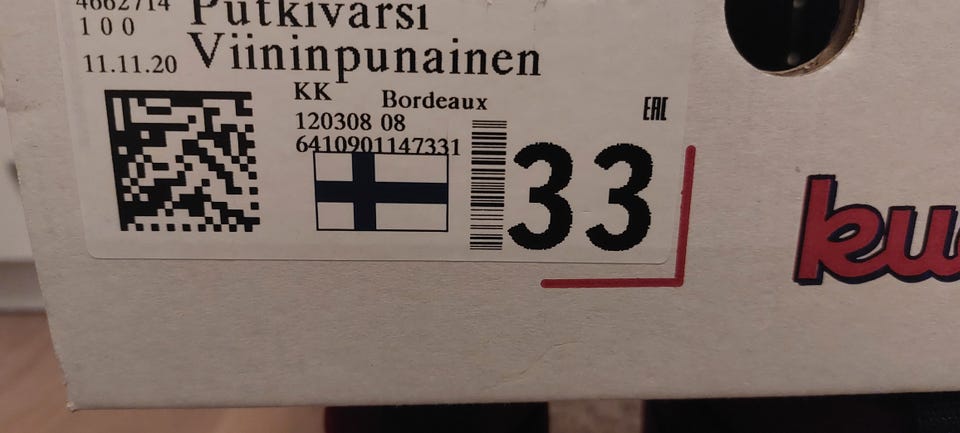 4662714
Putkivarsi
100
11.11.20
Viininpunainen
KK Bordeaux
120308 08
6410901147331
EAC
33